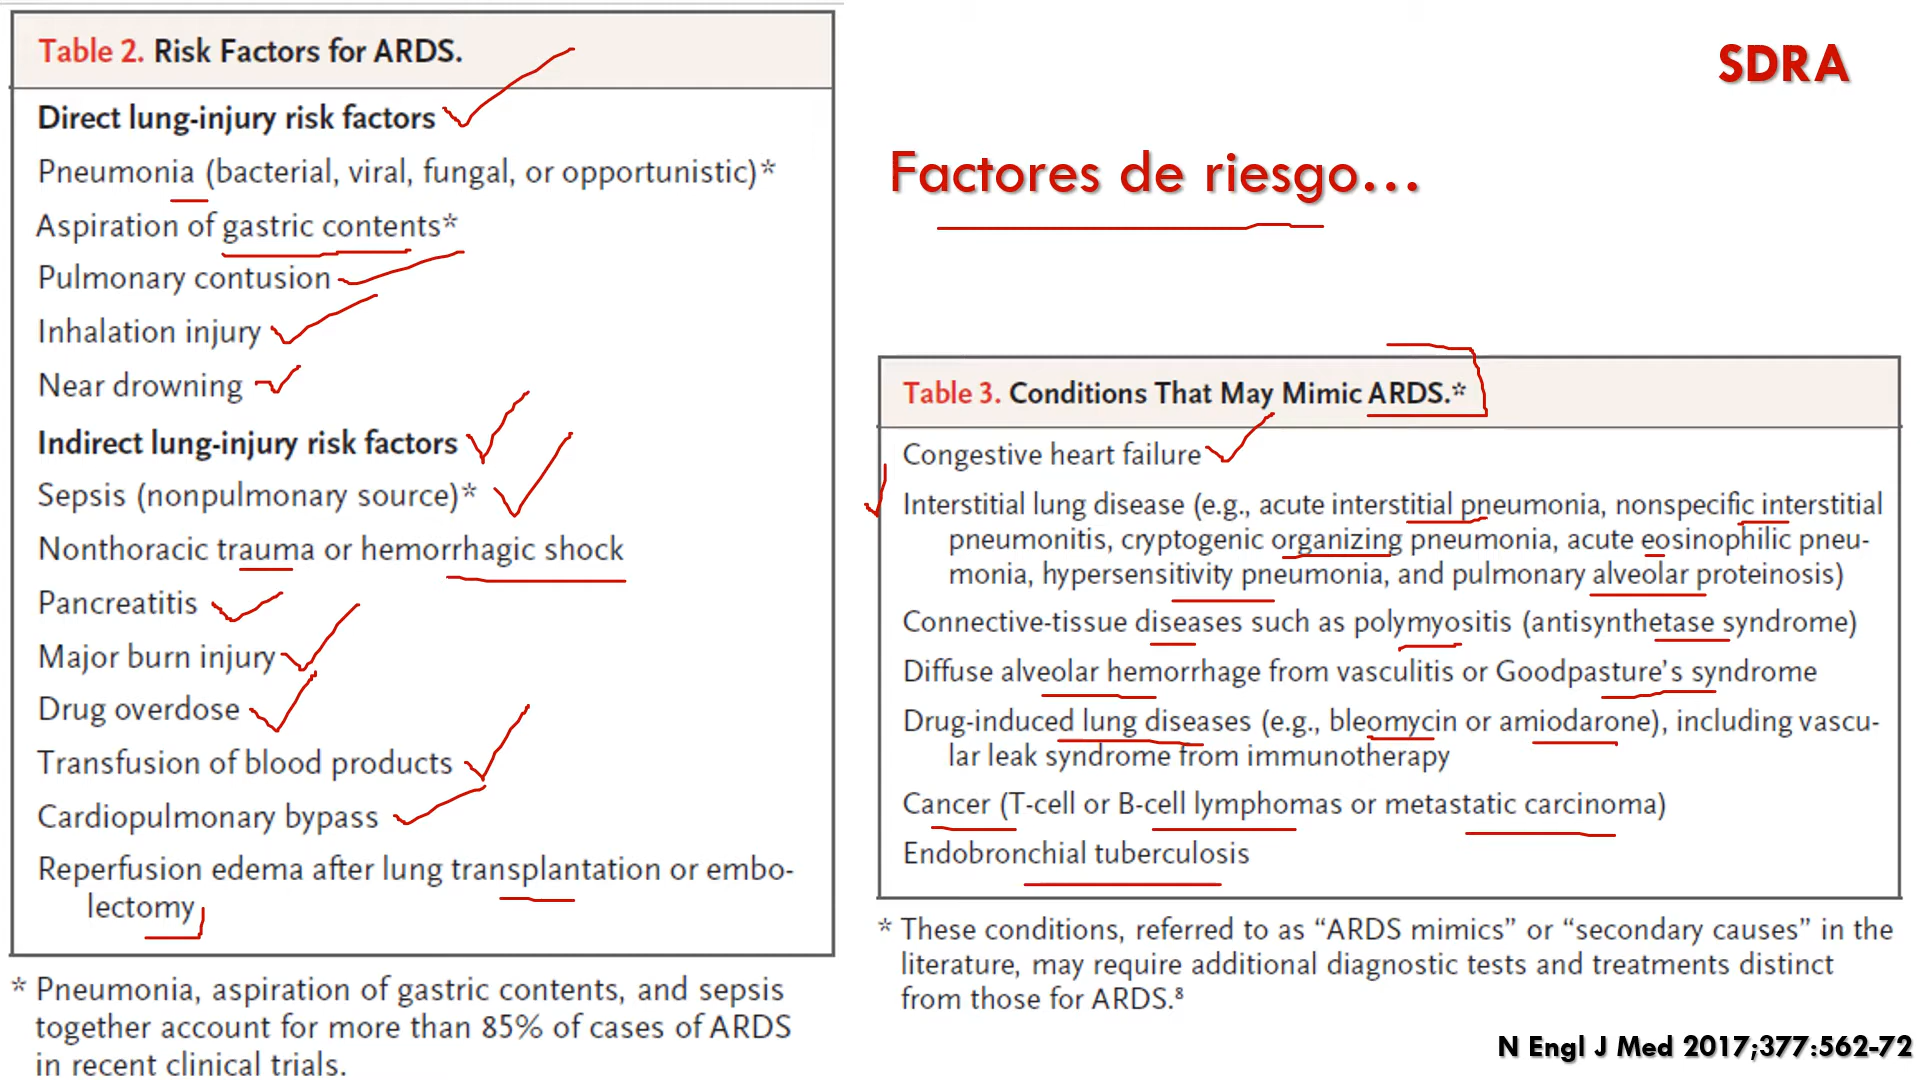 SDRA
Factores de riesgo...
Table 2. Risk Factors for ARDS.
Direct lung-injury risk factors
Pneumonia (bacterial, viral, fungal, or opportunistic)*
Aspiration of gastric contents*
Pulmonary contusion
Inhalation injury
Near drowning
Indirect lung-injury risk factors
Sepsis (nonpulmonary source)*
Nonthoracic trauma or hemorrhagic shock
Pancreatitis
Major burn injury
Drug overdose
Transfusion of blood products
Cardiopulmonary bypass
Reperfusion edema after lung transplantation or embo-
lectomy
* Pneumonia, aspiration of gastric contents, and sepsis
together account for more than 85% of cases of ARDS
in recent clinical trials.
Table 3. Conditions That May Mimic ARDS.*
Congestive heart failure
Interstitial lung disease (e.g., acute interstitial pneumonia, nonspecific interstitial
pneumonitis, cryptogenic organizing pneumonia, acute eosinophilic pneu-
monia, hypersensitivity pneumonia, and pulmonary alveolar proteinosis)
Connective-tissue diseases such as polymyositis (antisynthetase syndrome)
Diffuse alveolar hemorrhage from vasculitis or Goodpasture's syndrome
Drug-induced lung diseases (e.g., bleomycin or amiodarone), including vascu-
lar leak syndrome from immunotherapy
Cancer (T-cell or B-cell lymphomas or metastatic carcinoma)
Endobronchial tuberculosis
* These conditions, referred to as “ARDS mimics” or “secondary causes” in the
literature, may require additional diagnostic tests and treatments distinct
from those for ARDS.8
N Engl J Med 2017;377:562-72